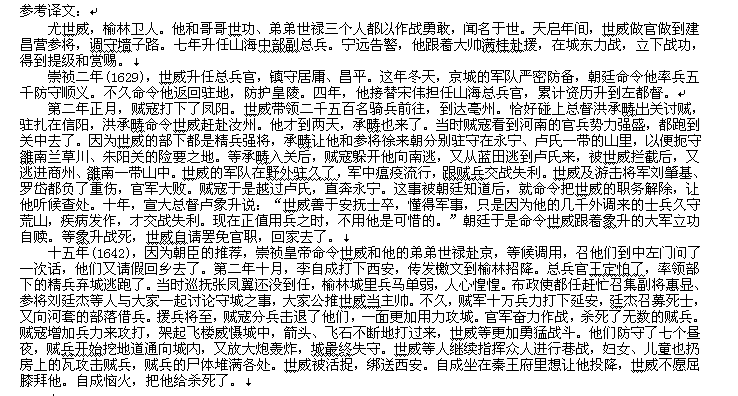 参考译文：
尤世威，榆林卫人。他和哥哥世功、弟弟世禄三个人都以作战勇敢，闻名于世。天启年间，世威做官做到建
昌营参将，调守墙子路。七年升任山海中部副总兵。宁远告警，他跟着大帅满桂赴援，在城东力战，立下战功，
得到提级和赏赐。
崇祯二年(1629)，世威升任总兵官，镇守居庸、昌平。这年冬天，京城的军队严密防备，朝廷命令他率兵五
千防守顺义。不久命令他返回驻地，防护皇陵。四年，他接替宋伟担任山海总兵官，累计资历升到左都督。
第二年正月，贼寇打下了凤阳。世威带领二千五百名骑兵前往，到达亳州。恰好碰上总督洪承畴出关讨贼，
驻扎在信阳，洪承畴命令世威赶赴汝州。他才到两天，承畴也来了。当时贼寇看到河南的官兵势力强盛，都跑到
关中去了。因为世威的部下都是精兵强将，承畴让他和参将徐来朝分别驻守在永宁、卢氏一带的山里，以便扼守
雒南兰草川、朱阳关的险要之地。等承畴入关后，贼寇躲开他向南逃，又从蓝田逃到卢氏来，被世威拦截后，又
逃进商州、雒南一带山中。世威的军队在野外驻久了，军中瘟疫流行，跟贼兵交战失利。世威及游击将军刘肇基、
罗岱都负了重伤，官军大败。贼寇于是越过卢氏，直奔永宁。这事被朝廷知道后，就命令把世威的职务解除，让
他听候查处。十年，宣大总督卢象升说：“世威善于安抚士卒，懂得军事，只是因为他的几千外调来的士兵久守
荒山，疾病发作，才交战失利。现在正值用兵之时，不用他是可惜的。”朝廷于是命令世威跟着象升的大军立功
自赎。等象升战死，世威自请罢免官职，回家去了。
十五年(1642)，因为朝臣的推荐，崇祯皇帝命令世威和他的弟弟世禄赴京，等候调用，召他们到中左门问了
一次话，他们又请假回乡去了。第二年十月，李自成打下西安，传发檄文到榆林招降。总兵官王定怕了，率领部
下的精兵弃城逃跑了。当时巡抚张凤翼还没到任，榆林城里兵马单弱，人心惶惶。布政使都任赶忙召集副将惠显、
参将刘廷杰等人与大家一起讨论守城之事，大家公推世威当主帅。不久，贼军十万兵力打下延安，廷杰召募死士，
又向河套的部落借兵。援兵将至，贼寇分兵击退了他们，一面更加用力攻城。官军奋力作战，杀死了无数的贼兵。
贼寇增加兵力来攻打，架起飞楼威慑城中，箭头、飞石不断地打过来，世威等更加勇猛战斗。他们防守了七个昼
夜，贼兵开始挖地道通向城内，又放大炮轰炸，城最终失守。世威等人继续指挥众人进行巷战，妇女、儿童也扔
房上的瓦攻击贼兵，贼兵的尸体堆满各处。世威被活捉，绑送西安。自成坐在秦王府里想让他投降，世威不愿屈
膝拜他。自成恼火，把他给杀死了。